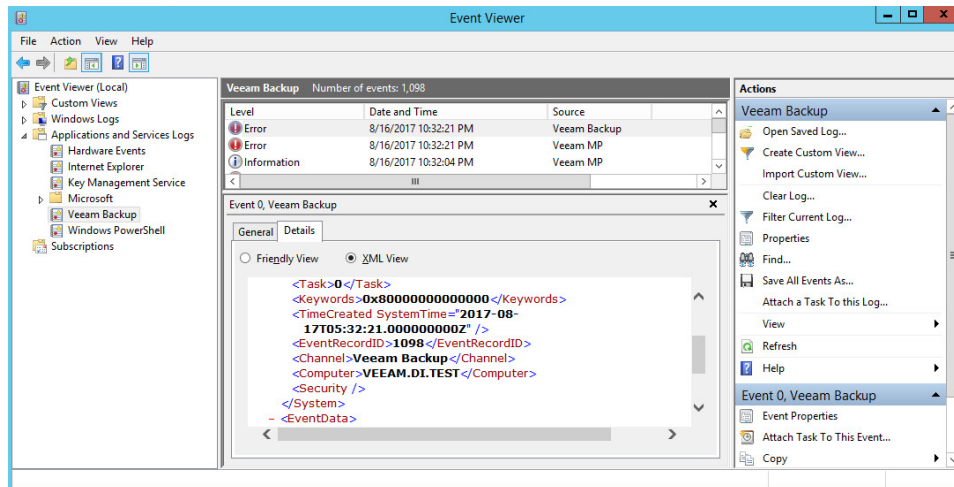 Event Viewer
File Action View Help
Event Viewer (Local)
Custom Views
Windows Logs
Applications and Services Logs
Hardware Events
Internet Explorer
Key Management Service
Microsoft
Veeam Backup
Windows PowerShell
Subscriptions
Veeam Backup Number of events: 1,098
Level Date and Time Source
Error 8/16/2017 10:32:21 PM Veeam Backup
Error 8/16/2017 10:32:21 PM Veeam MP
Information 8/16/2017 10:32:04 PM Veeam MP
Event 0, Veeam Backup
General Details
Friendly View XML View
<Task>0</Task>
<Keywords>0x80000000000000</Keywords>
<TimeCreated SystemTime="2017-08-
17T05:32:21.000000000Z" />
<EventRecordID>1098</EventRecordID>
<Channel>Veeam Backup</Channel>
<Computer>VEEAM.DI.TEST</Computer>
<Security />
</System>
- <EventData>
Actions
Veeam Backup
Open Saved Log...
Create Custom View...
Import Custom View...
Clear Log...
Filter Current Log...
Properties
Find...
Save All Events As...
Attach a Task To this Log...
View
Refresh
Help
Event 0, Veeam Backup
Event Properties
Attach Task To This Event...
Copy